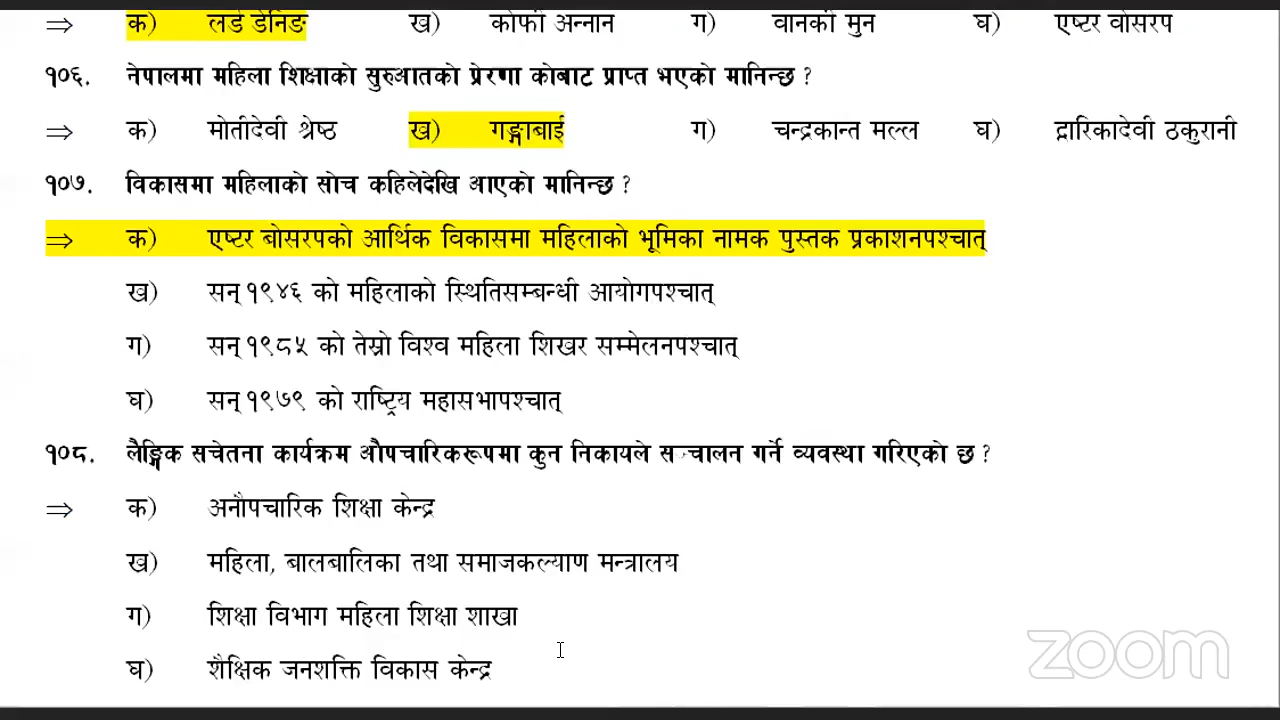 ⇒ क) लर्ड डेनिङ ख) कोफी अन्नान ग) वानकी मुन घ) एष्टर वोसरप
१०६. नेपालमा महिला शिक्षाको सुरुआतको प्रेरणा कोबाट प्राप्त भएको मानिन्छ ?
⇒ क) मोतीदेवी श्रेष्ठ ख) गङ्गाबाई ग) चन्द्रकान्त मल्ल घ) द्वारिकादेवी ठकुरानी
१०७. विकासमा महिलाको सोच कहिलेदेखि आएको मानिन्छ ?
⇒ क) एष्टर बोसरपको आर्थिक विकासमा महिलाको भूमिका नामक पुस्तक प्रकाशनपश्चात्
ख) सन् १९४६ को महिलाको स्थितिसम्बन्धी आयोगपश्चात्
ग) सन् १९८५ को तेस्रो विश्व महिला शिखर सम्मेलनपश्चात्
घ) सन् १९७९ को राष्ट्रिय महासभापश्चात्
१०८. लैङ्गिक सचेतना कार्यक्रम औपचारिकरूपमा कुन निकायले सञ्चालन गर्ने व्यवस्था गरिएको छ ?
⇒ क) अनौपचारिक शिक्षा केन्द्र
ख) महिला, बालबालिका तथा समाजकल्याण मन्त्रालय
ग) शिक्षा विभाग महिला शिक्षा शाखा
घ) शैक्षिक जनशक्ति विकास केन्द्र
zoom